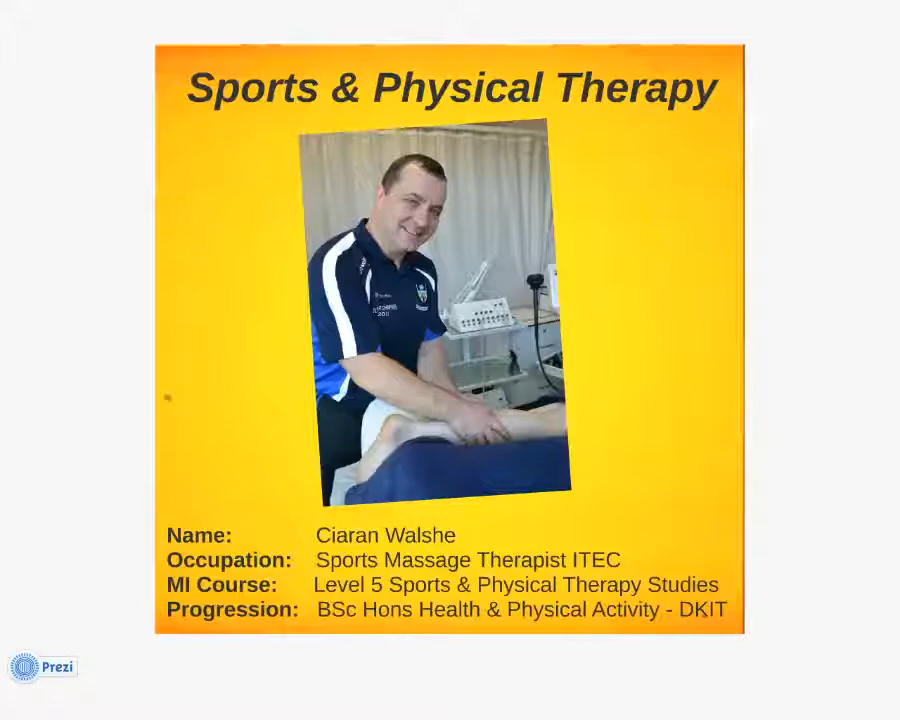 Sports & Physical Therapy
Name: Ciaran Walshe
Occupation: Sports Massage Therapist ITEC
MI Course: Level 5 Sports & Physical Therapy Studies
Progression: BSc Hons Health & Physical Activity - DKIT
Prezi